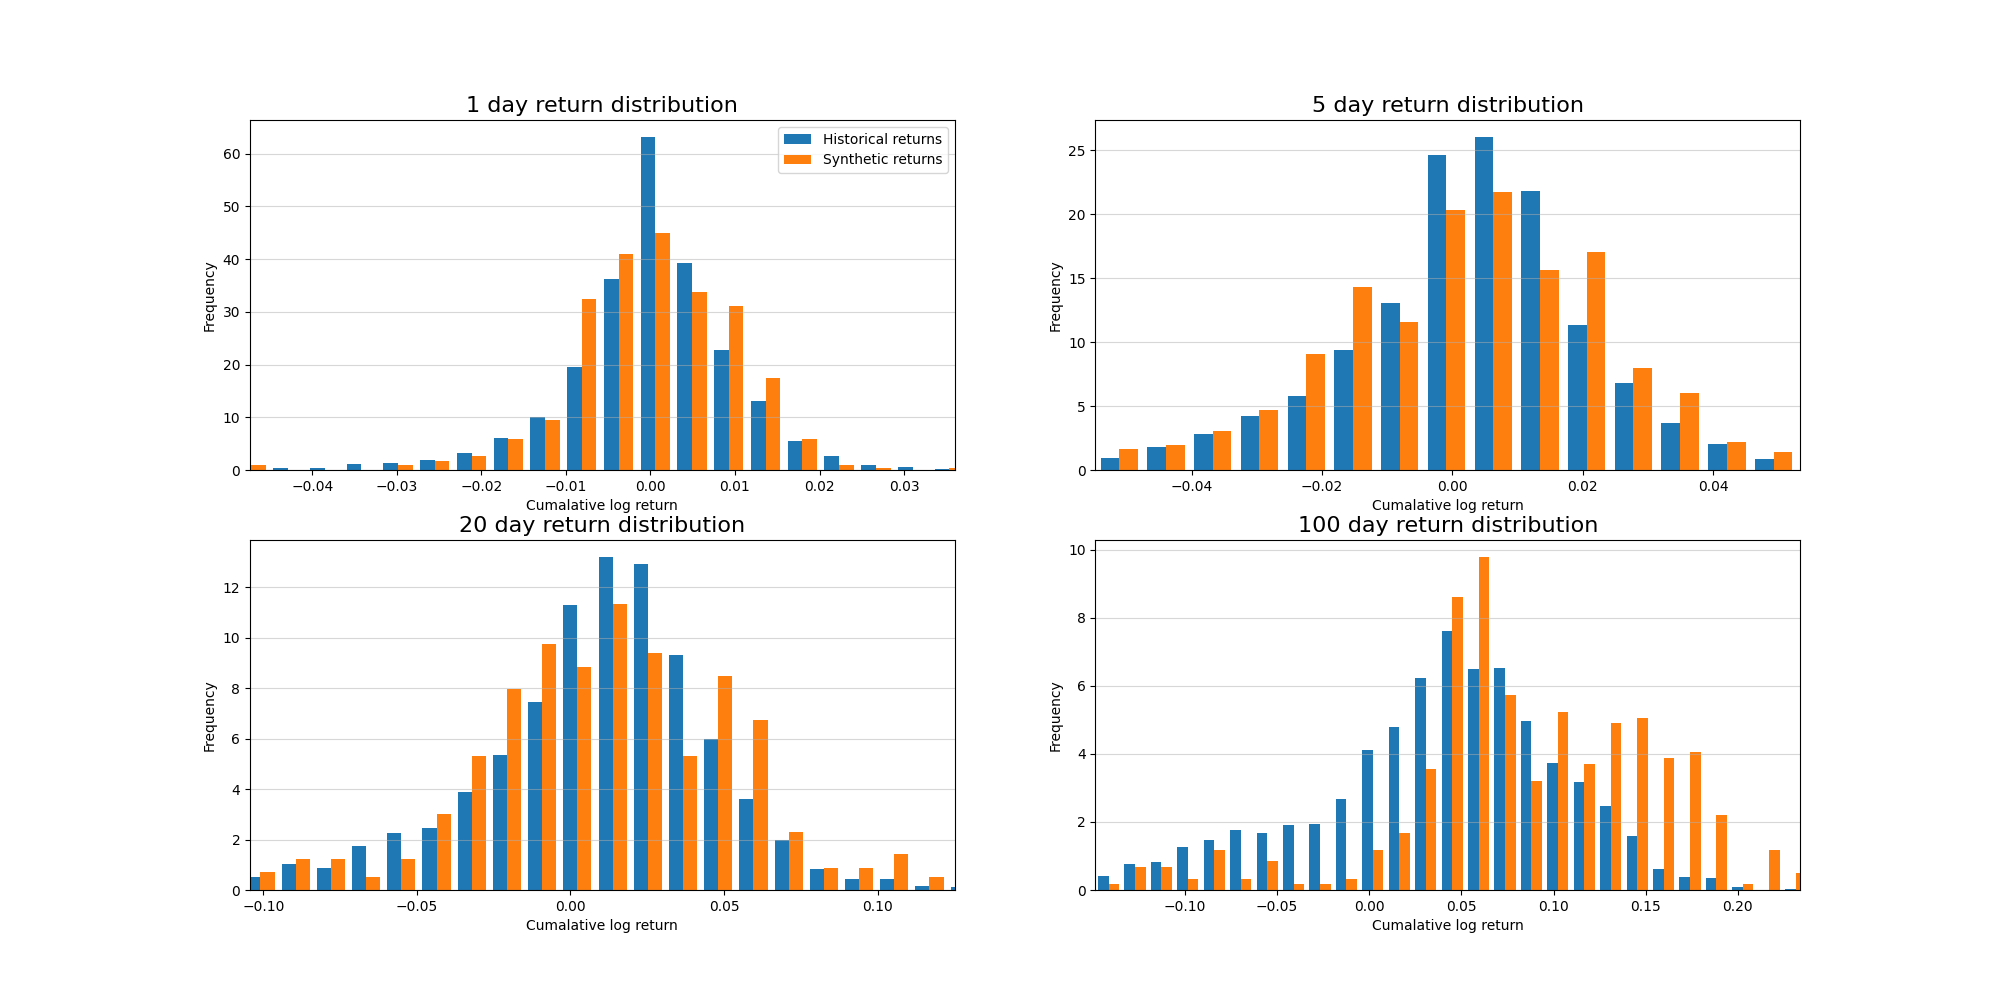 1 day return distribution
Historical returns
Synthetic returns
Frequency
60
50
40
30
20
10
0
−0.04 −0.03 −0.02 −0.01 0.00 0.01 0.02 0.03
Cumalative log return
5 day return distribution
Frequency
25
20
15
10
5
0
−0.04 −0.02 0.00 0.02 0.04
Cumalative log return
20 day return distribution
Frequency
12
10
8
6
4
2
0
−0.10 −0.05 0.00 0.05 0.10
Cumalative log return
100 day return distribution
Frequency
10
8
6
4
2
0
−0.10 −0.05 0.00 0.05 0.10 0.15 0.20
Cumalative log return